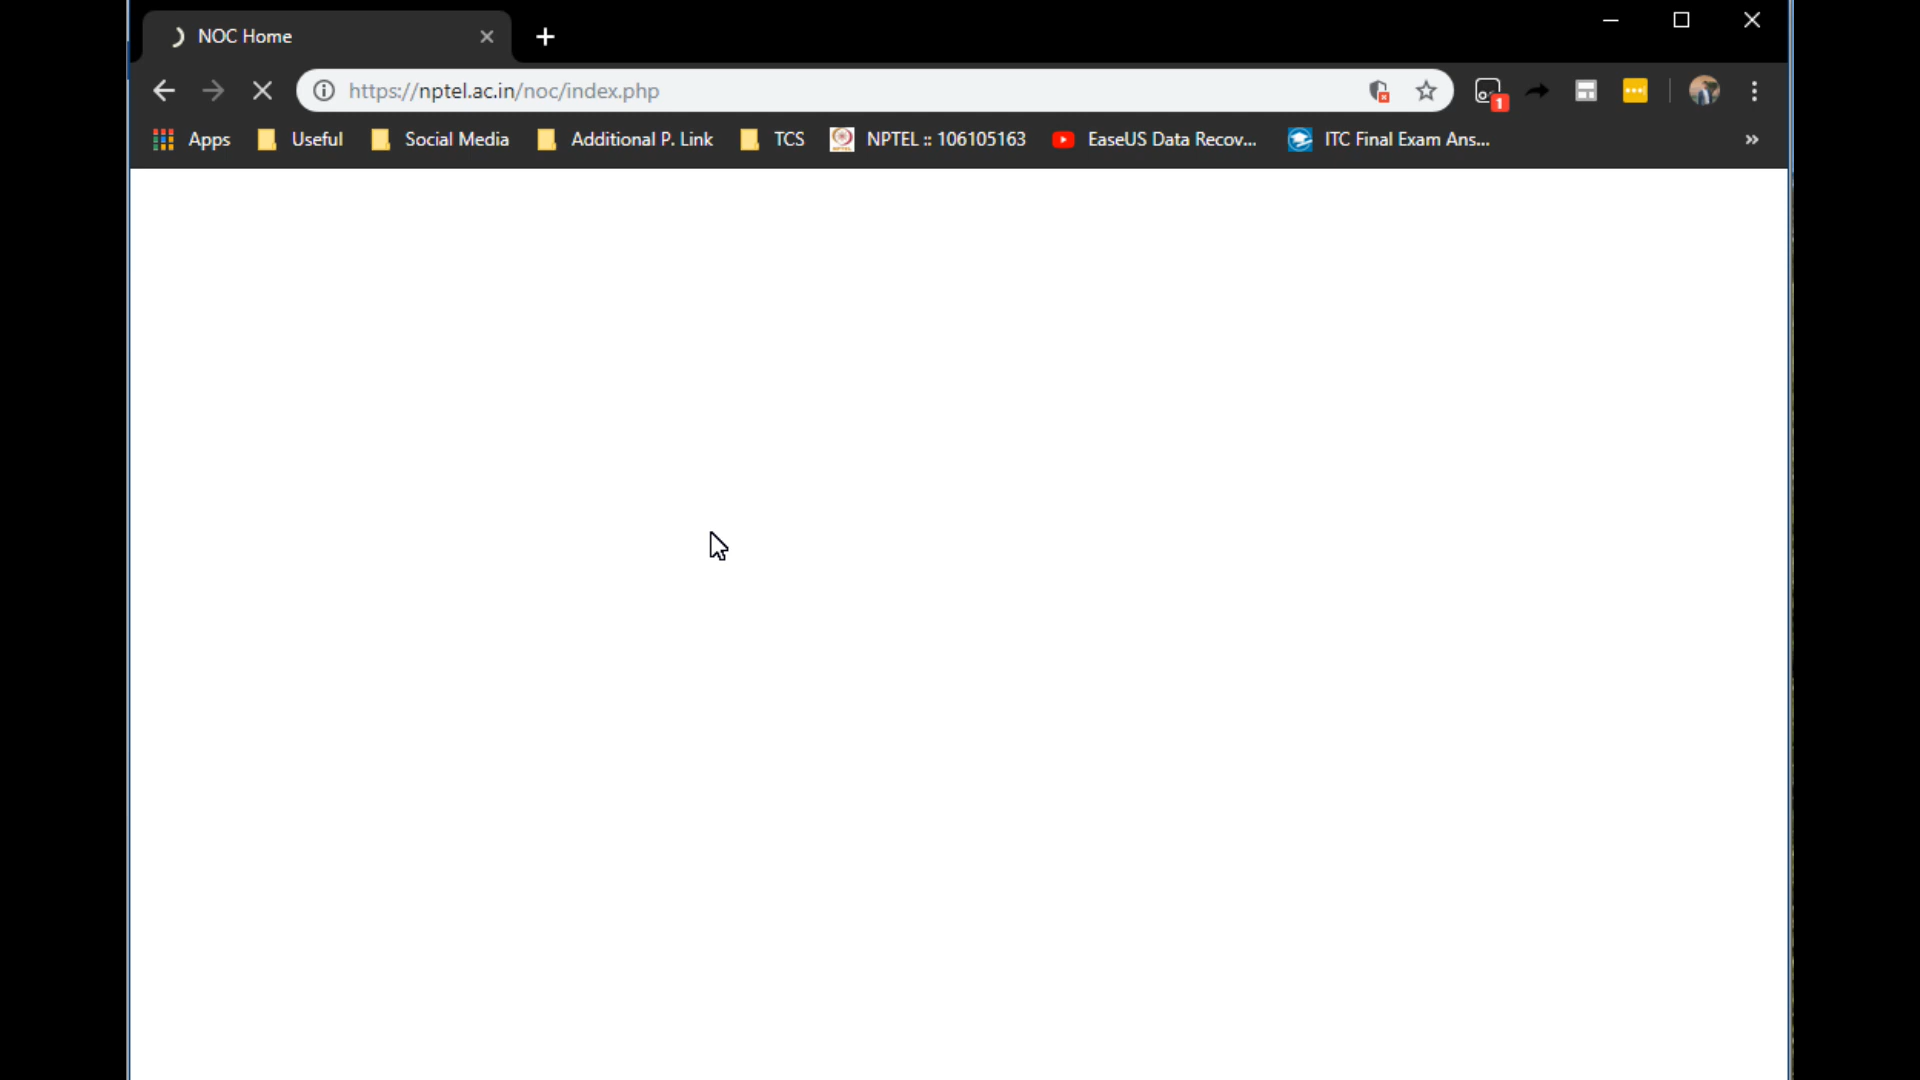 NOC Home
https://nptel.ac.in/noc/index.php
1
Apps Useful Social Media Additional P. Link TCS NPTEL :: 106105163 EaseUS Data Recov... ITC Final Exam Ans... »